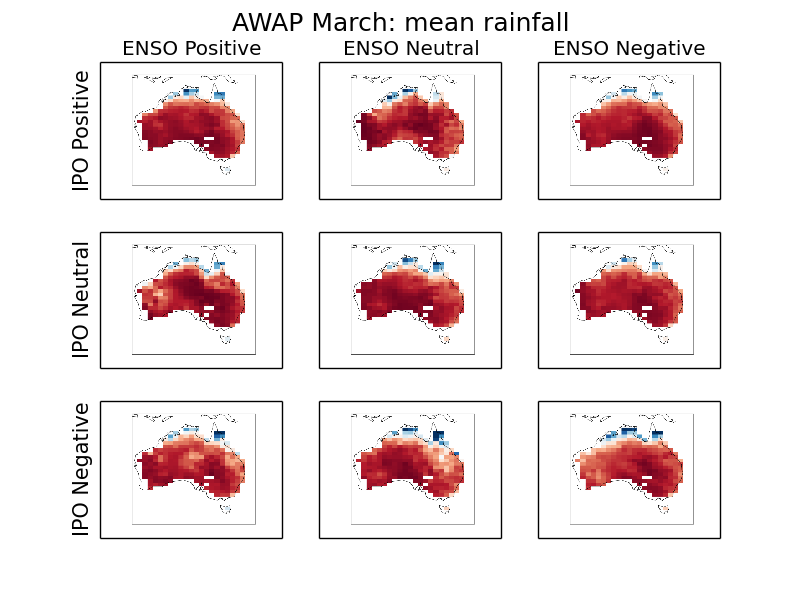 AWAP March: mean rainfall
ENSO Positive ENSO Neutral ENSO Negative
IPO Positive
IPO Neutral
IPO Negative